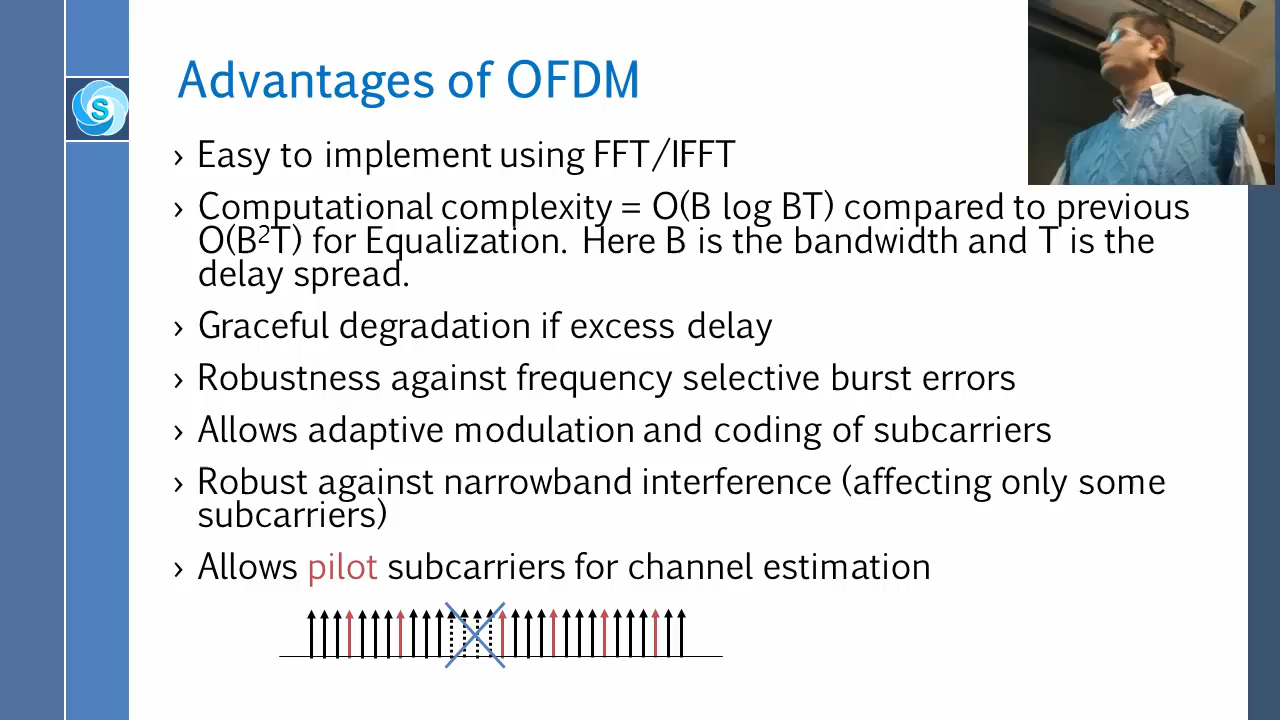 Advantages of OFDM
S
› Easy to implement using FFT/IFFT
› Computational complexity = O(B log BT) compared to previous
O(B²T) for Equalization. Here B is the bandwidth and T is the
delay spread.
› Graceful degradation if excess delay
› Robustness against frequency selective burst errors
› Allows adaptive modulation and coding of subcarriers
› Robust against narrowband interference (affecting only some
subcarriers)
› Allows pilot subcarriers for channel estimation